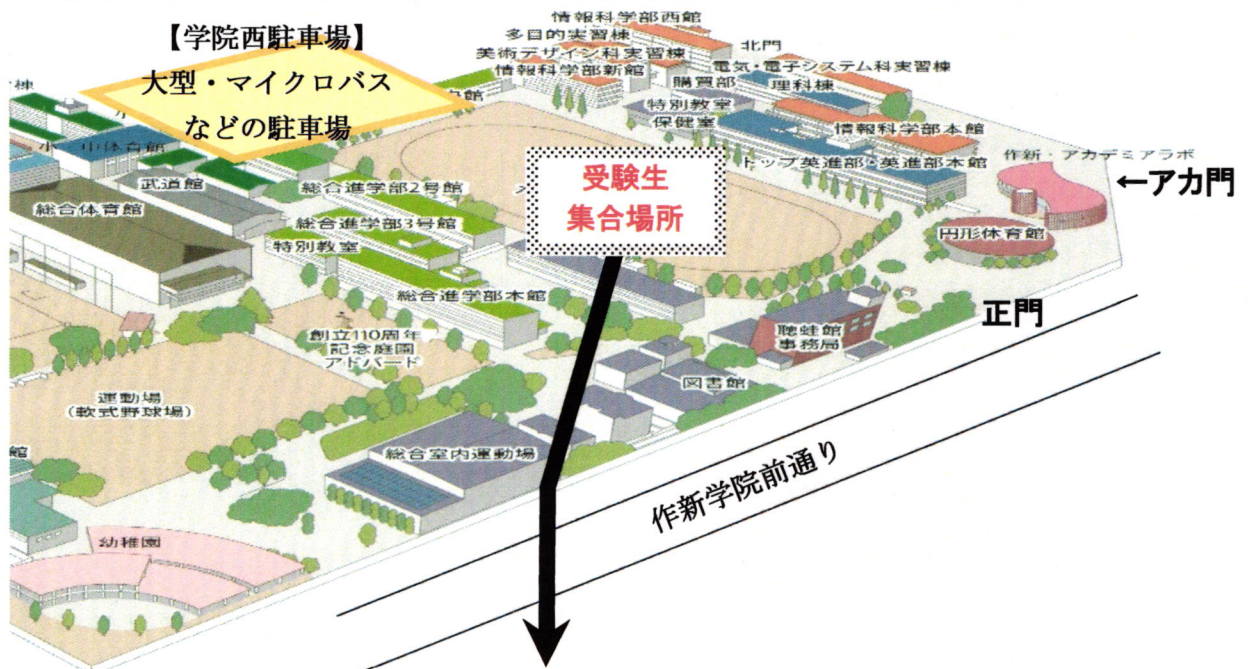 【学院西駐車場】
大型・マイクロバス
などの駐車場
情報科学部西館
多目的実習棟
美術デザイン科実習棟
情報科学部新館
北門
電気・電子システム科実習棟
購買部
理科棟
特別教室
保健室
情報科学部本館
トップ英進部・英進部本館
作新・アカデミアラボ
←アカ門
円形体育館
正門
受験生
集合場所
小・中体育館
武道館
総合体育館
総合進学部2号館
総合進学部3号館
特別教室
総合進学部本館
創立110周年
記念庭園
アドバード
運動場
(軟式野球場)
聴蛙館
事務局
図書館
総合室内運動場
作新学院前通り
幼稚園